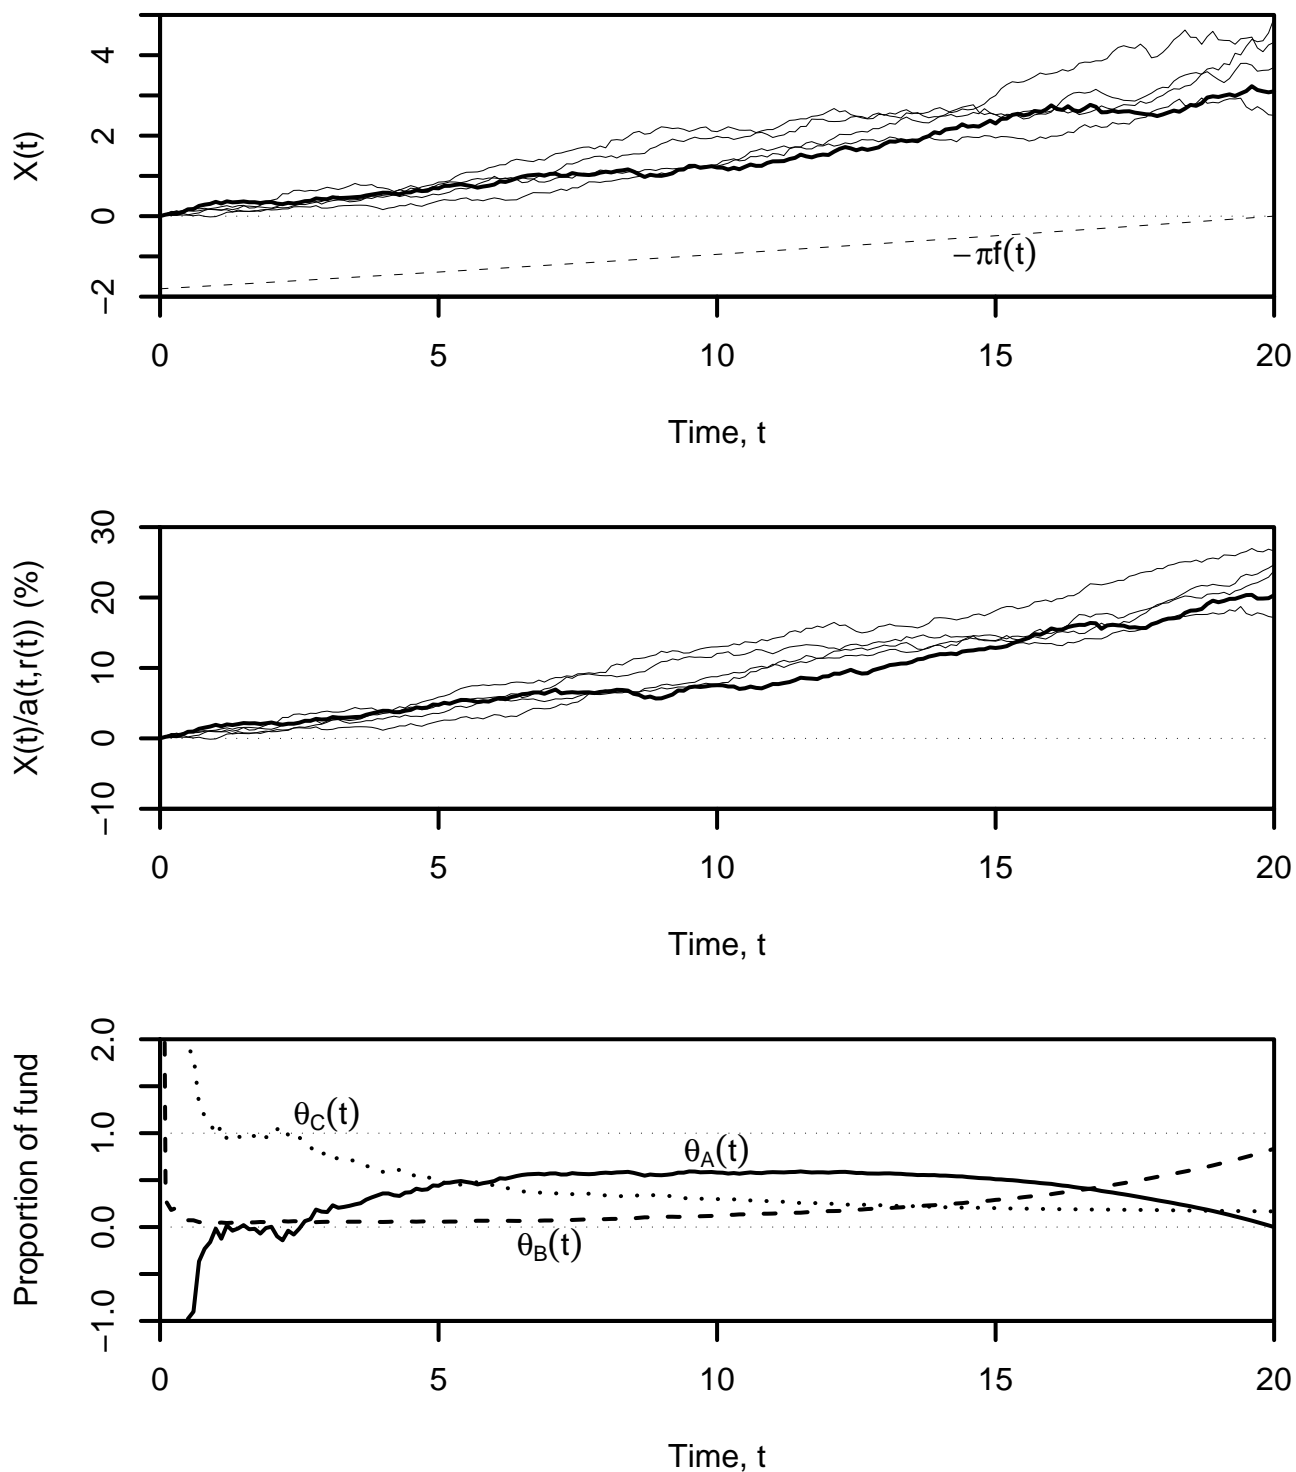 X(t)
4
2
0
−2
−πf(t)
0 5 10 15 20
Time, t
X(t)/a(t,r(t)) (%)
30
20
10
0
−10
0 5 10 15 20
Time, t
Proportion of fund
2.0
1.0
0.0
−1.0
θC(t)
θA(t)
θB(t)
0 5 10 15 20
Time, t